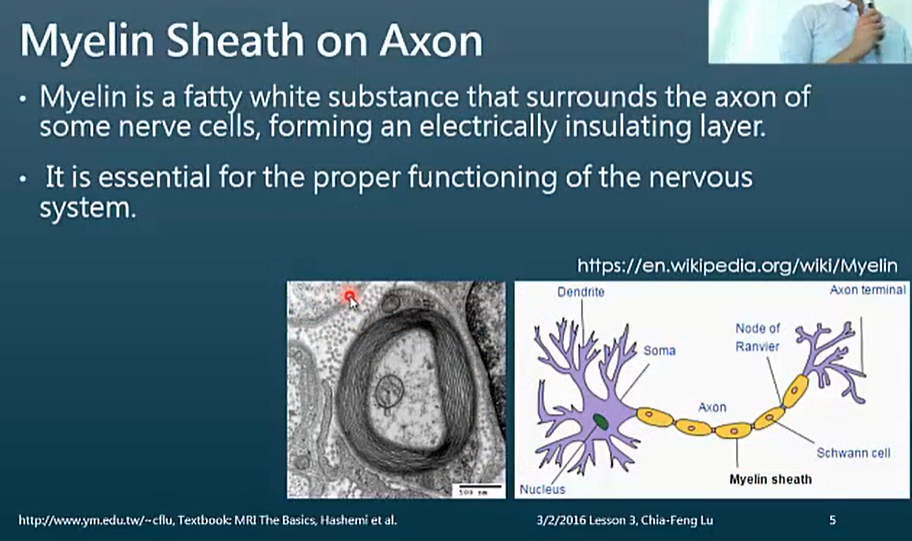 Myelin Sheath on Axon
• Myelin is a fatty white substance that surrounds the axon of
some nerve cells, forming an electrically insulating layer.
• It is essential for the proper functioning of the nervous
system.
https://en.wikipedia.org/wiki/Myelin
Dendrite
Axon terminal
Node of
Ranvier
Soma
Axon
Schwann cell
Myelin sheath
Nucleus
500 nm
http://www.ym.edu.tw/~cflu, Textbook: MRI The Basics, Hashemi et al.
3/2/2016 Lesson 3, Chia-Feng Lu
5